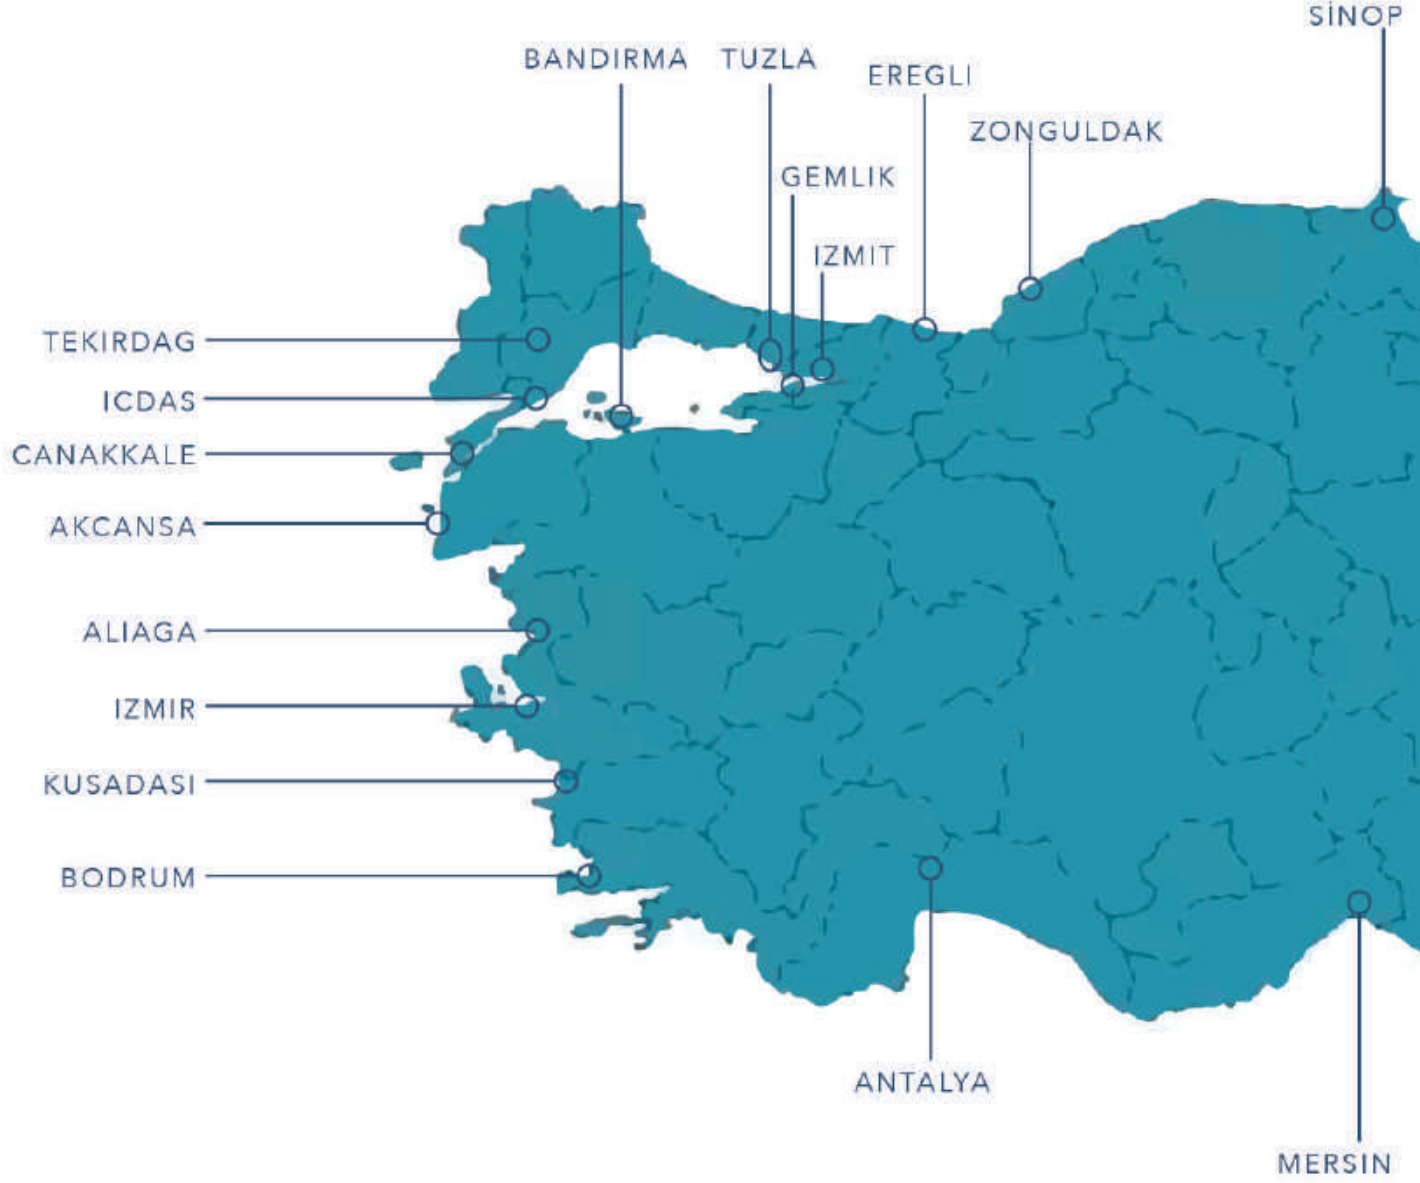 SİNOP
BANDIRMA
TUZLA
EREGLI
ZONGULDAK
GEMLIK
IZMIT
TEKIRDAG
ICDAS
CANAKKALE
AKCANSA
ALIAGA
IZMIR
KUSADASI
BODRUM
ANTALYA
MERSIN